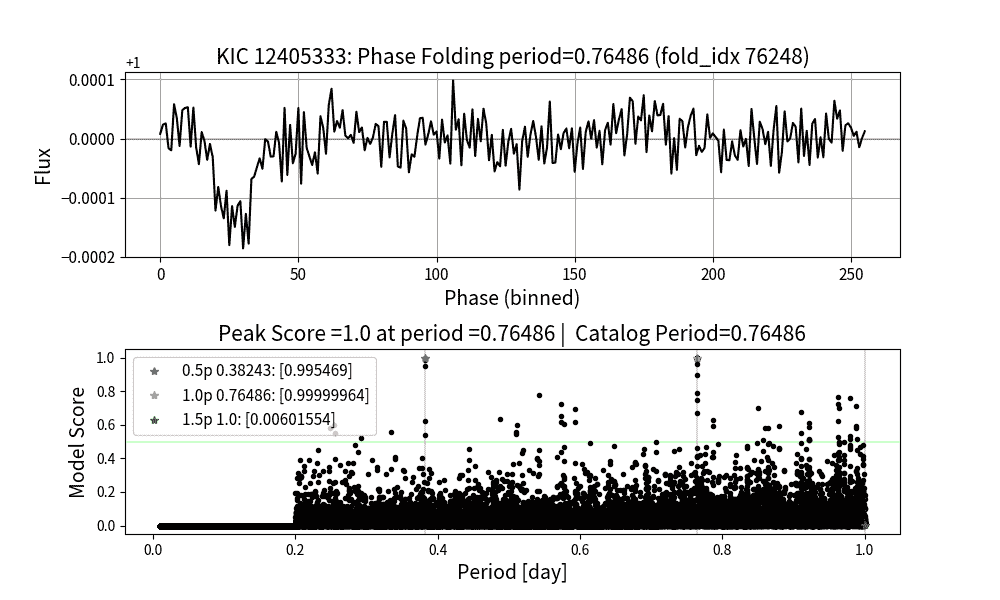 KIC 12405333: Phase Folding period=0.76486 (fold_idx 76248)
+1
0.0001
0.0000
−0.0001
−0.0002
Flux
0 50 100 150 200 250
Phase (binned)
Peak Score =1.0 at period =0.76486 | Catalog Period=0.76486
1.0
0.8
0.6
0.4
0.2
0.0
Model Score
0.5p 0.38243: [0.995469]
1.0p 0.76486: [0.99999964]
1.5p 1.0: [0.00601554]
0.0 0.2 0.4 0.6 0.8 1.0
Period [day]